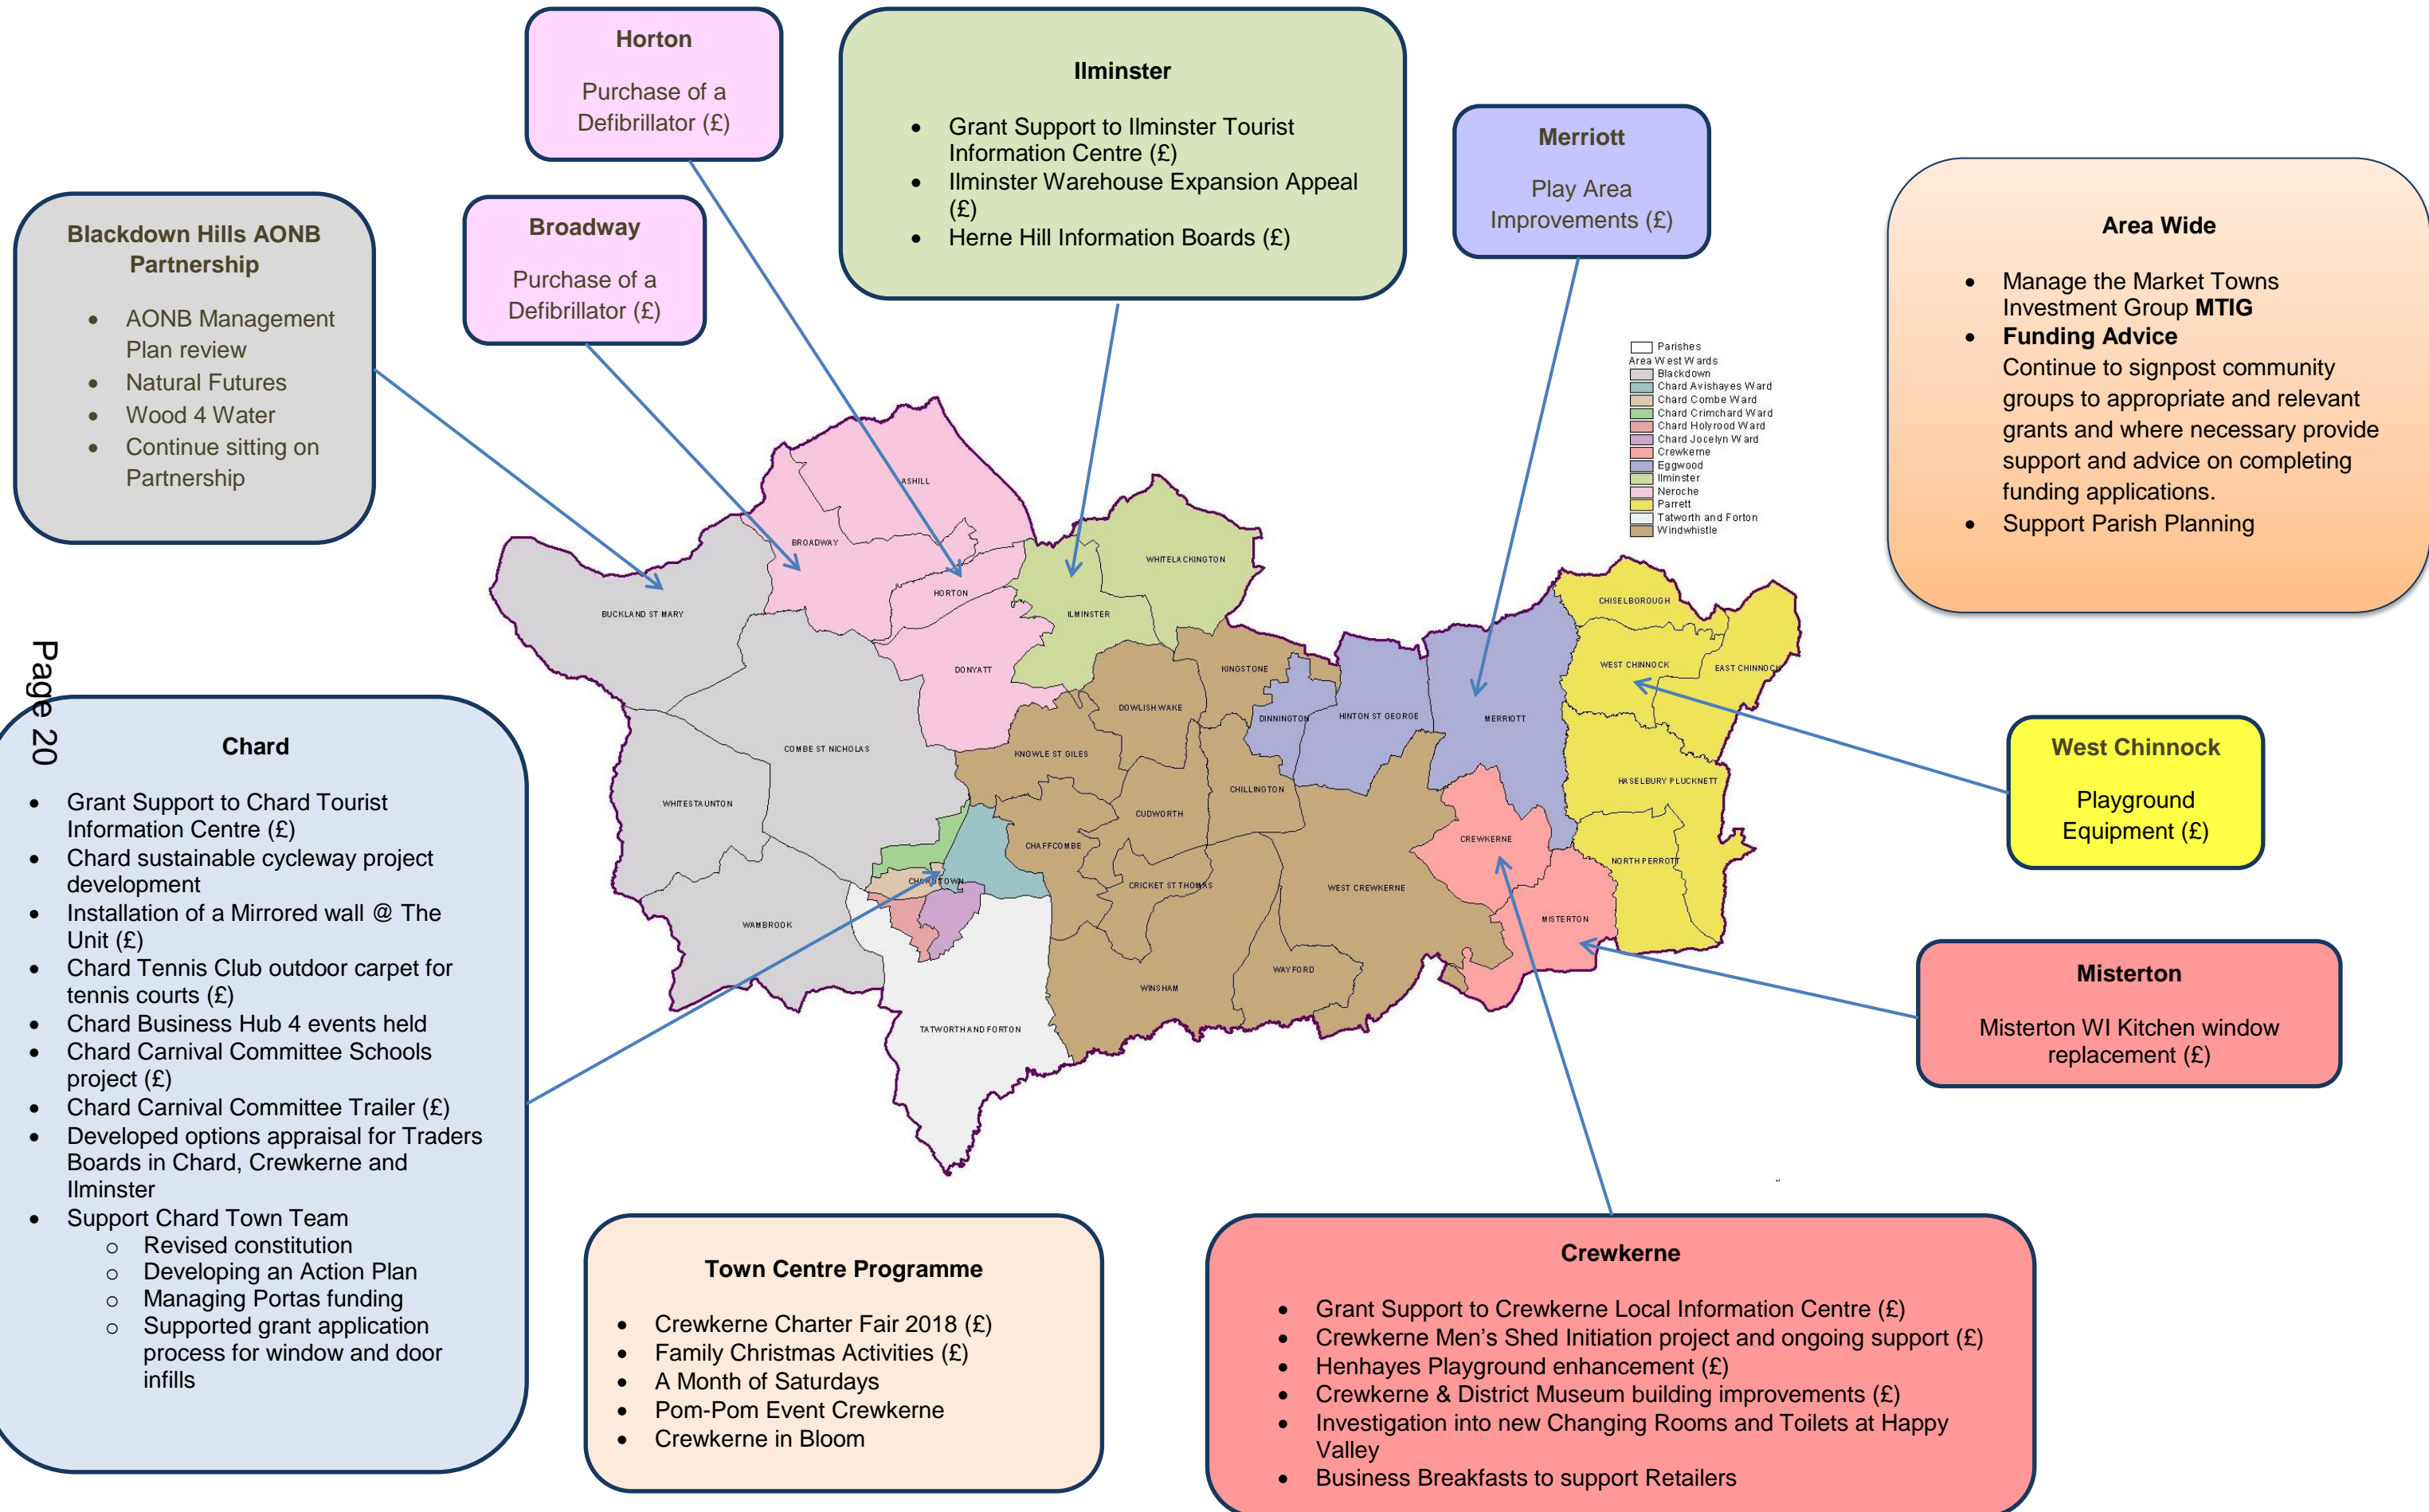 Horton
Purchase of a
Defibrillator (£)
Ilminster
• Grant Support to Ilminster Tourist
Information Centre (£)
• Ilminster Warehouse Expansion Appeal
(£)
• Herne Hill Information Boards (£)
Merriott
Play Area
Improvements (£)
Area Wide
• Manage the Market Towns
Investment Group MTIG
• Funding Advice
Continue to signpost community
groups to appropriate and relevant
grants and where necessary provide
support and advice on completing
funding applications.
• Support Parish Planning
Blackdown Hills AONB
Partnership
• AONB Management
Plan review
• Natural Futures
• Wood 4 Water
• Continue sitting on
Partnership
Broadway
Purchase of a
Defibrillator (£)
Parishes
Area West Wards
Blackdown
Chard Avishayes Ward
Chard Combe Ward
Chard Crimchard Ward
Chard Holyrood Ward
Chard Jocelyn Ward
Crewkerne
Eggwood
Ilminster
Neroche
Parrett
Tatworth and Forton
Windwhistle
ASHILL
BROADWAY
WHITELACKINGTON
HORTON
CHISELBOROUGH
BUCKLAND ST MARY
ILMINSTER
DONYATT
KINGSTONE
WEST CHINNOCK
EAST CHINNOCK
DOWLISH WAKE
DINNINGTON
HINTON ST GEORGE
MERRIOTT
COMBE ST NICHOLAS
KNOWLE ST GILES
HASELBURY PLUCKNETT
WHITESTAUNTON
CHILLINGTON
CUDWORTH
CHAFFCOMBE
CREWKERNE
NORTH PERROTT
CHARD TOWN
CRICKET ST THOMAS
WEST CREWKERNE
WAMBROOK
MISTERTON
WAYFORD
WINSHAM
TATWORTH AND FORTON
Page 20
Chard
• Grant Support to Chard Tourist
Information Centre (£)
• Chard sustainable cycleway project
development
• Installation of a Mirrored wall @ The
Unit (£)
• Chard Tennis Club outdoor carpet for
tennis courts (£)
• Chard Business Hub 4 events held
• Chard Carnival Committee Schools
project (£)
• Chard Carnival Committee Trailer (£)
• Developed options appraisal for Traders
Boards in Chard, Crewkerne and
Ilminster
• Support Chard Town Team
o Revised constitution
o Developing an Action Plan
o Managing Portas funding
o Supported grant application
process for window and door
infills
West Chinnock
Playground
Equipment (£)
Misterton
Misterton WI Kitchen window
replacement (£)
Town Centre Programme
• Crewkerne Charter Fair 2018 (£)
• Family Christmas Activities (£)
• A Month of Saturdays
• Pom-Pom Event Crewkerne
• Crewkerne in Bloom
Crewkerne
• Grant Support to Crewkerne Local Information Centre (£)
• Crewkerne Men’s Shed Initiation project and ongoing support (£)
• Henhayes Playground enhancement (£)
• Crewkerne & District Museum building improvements (£)
• Investigation into new Changing Rooms and Toilets at Happy
Valley
• Business Breakfasts to support Retailers